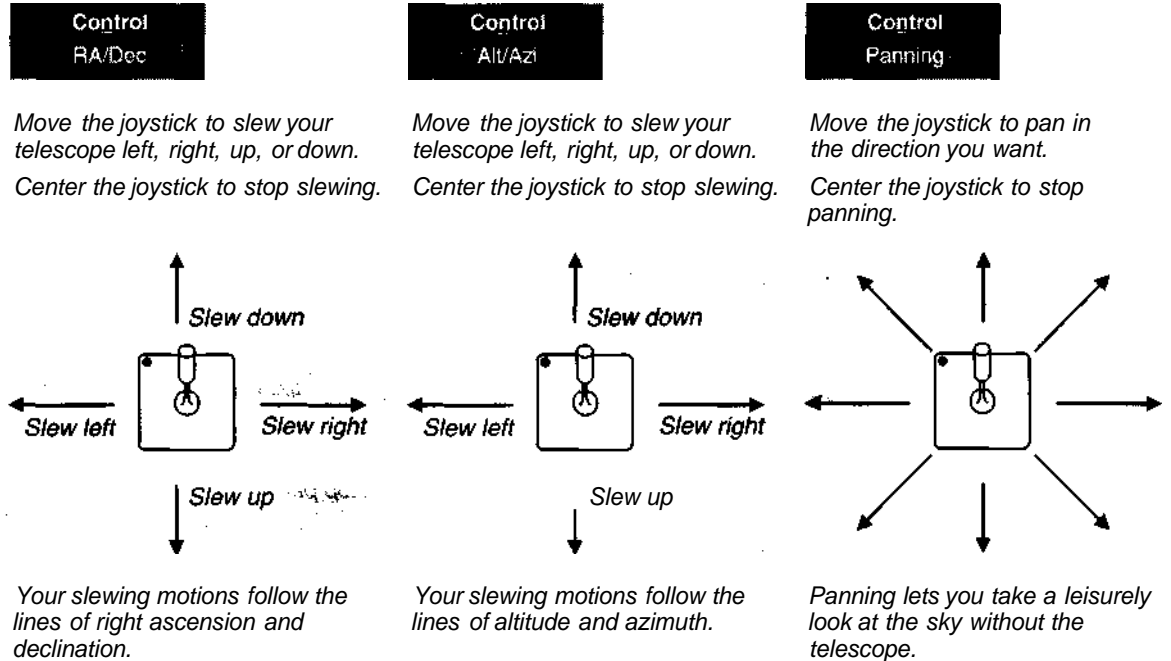 Control
RA/Dec
Move the joystick to slew your
telescope left, right, up, or down.
Center the joystick to stop slewing.
Slew down
Slew left
Slew right
Slew up
Your slewing motions follow the
lines of right ascension and
declination.
Control
Alt/Azi
Move the joystick to slew your
telescope left, right, up, or down.
Center the joystick to stop slewing.
Slew down
Slew left
Slew right
Slew up
Your slewing motions follow the
lines of altitude and azimuth.
Control
Panning
Move the joystick to pan in
the direction you want.
Center the joystick to stop
panning.
Panning lets you take a leisurely
look at the sky without the
telescope.